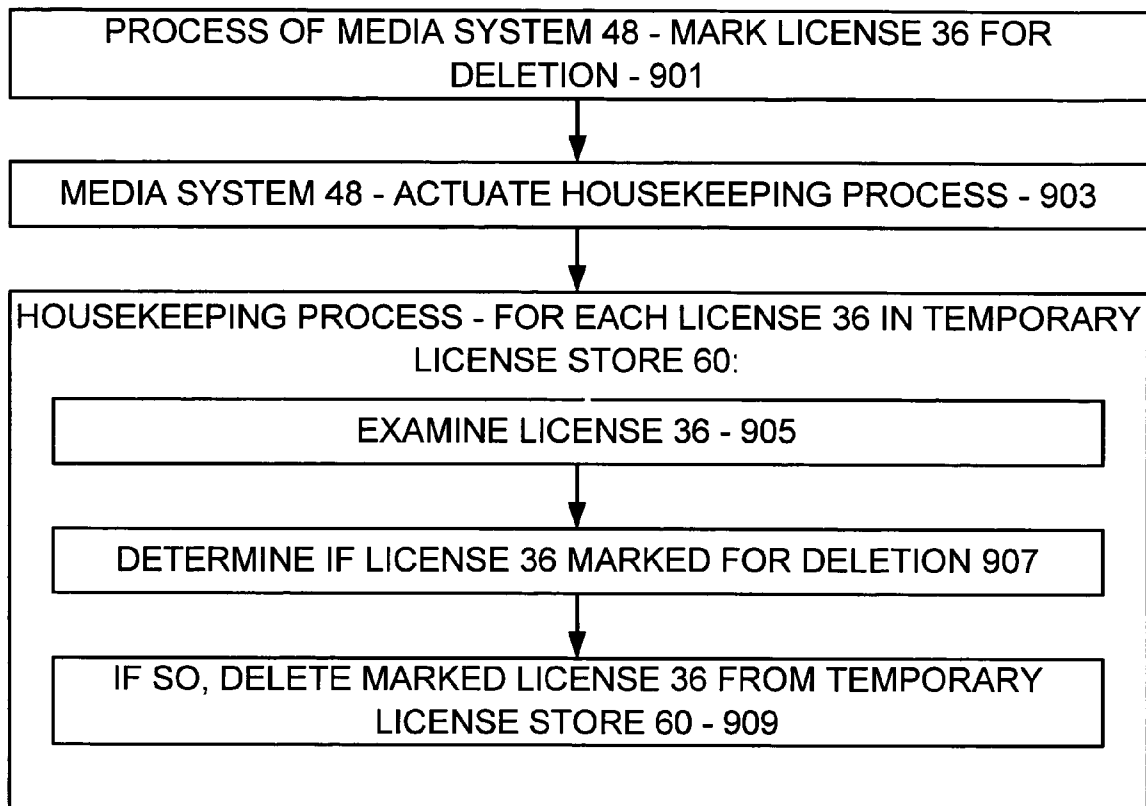 PROCESS OF MEDIA SYSTEM 48 - MARK LICENSE 36 FOR
DELETION - 901
MEDIA SYSTEM 48 - ACTUATE HOUSEKEEPING PROCESS - 903
HOUSEKEEPING PROCESS - FOR EACH LICENSE 36 IN TEMPORARY
LICENSE STORE 60:
EXAMINE LICENSE 36 - 905
DETERMINE IF LICENSE 36 MARKED FOR DELETION 907
IF SO, DELETE MARKED LICENSE 36 FROM TEMPORARY
LICENSE STORE 60 - 909